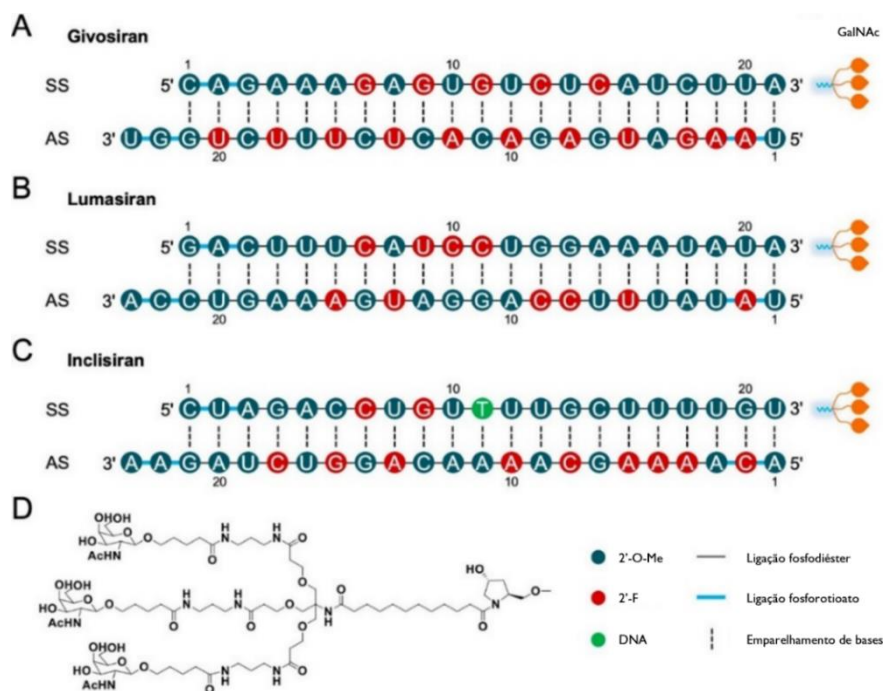 A
Givosiran
GalNAc
1 10 20
SS 5' C A G A A A G A G U G U C U C A U C U U A 3'
AS 3' U G G U C U U U C U C A C A G A G U A G A A U 5'
20 10 1
B
Lumasiran
1 10 20
SS 5' G A C U U U C A U C C U G G A A A U A U A 3'
AS 3' A C C U G A A A G U A G G A C C U U U A U A U 5'
20 10 1
C
Inclisiran
1 10 20
SS 5' C U A G A C C U G U T U U G C U U U U G U 3'
AS 3' A A G A U C U G G A C A A A A C G A A A A C A 5'
20 10 1
D
OHOH
HO O O
AcHN
O
H
N
H
N
O
O
OHOH
HO O O
AcHN
O
N
H
N
H
O
O
NH
O
O
HO
N
O
O
OHOH
HO O O
AcHN
O
N
H
N
H
O
2'-O-Me
Ligação fosfodiéster
2'-F
Ligação fosforotioato
DNA
Emparelhamento de bases